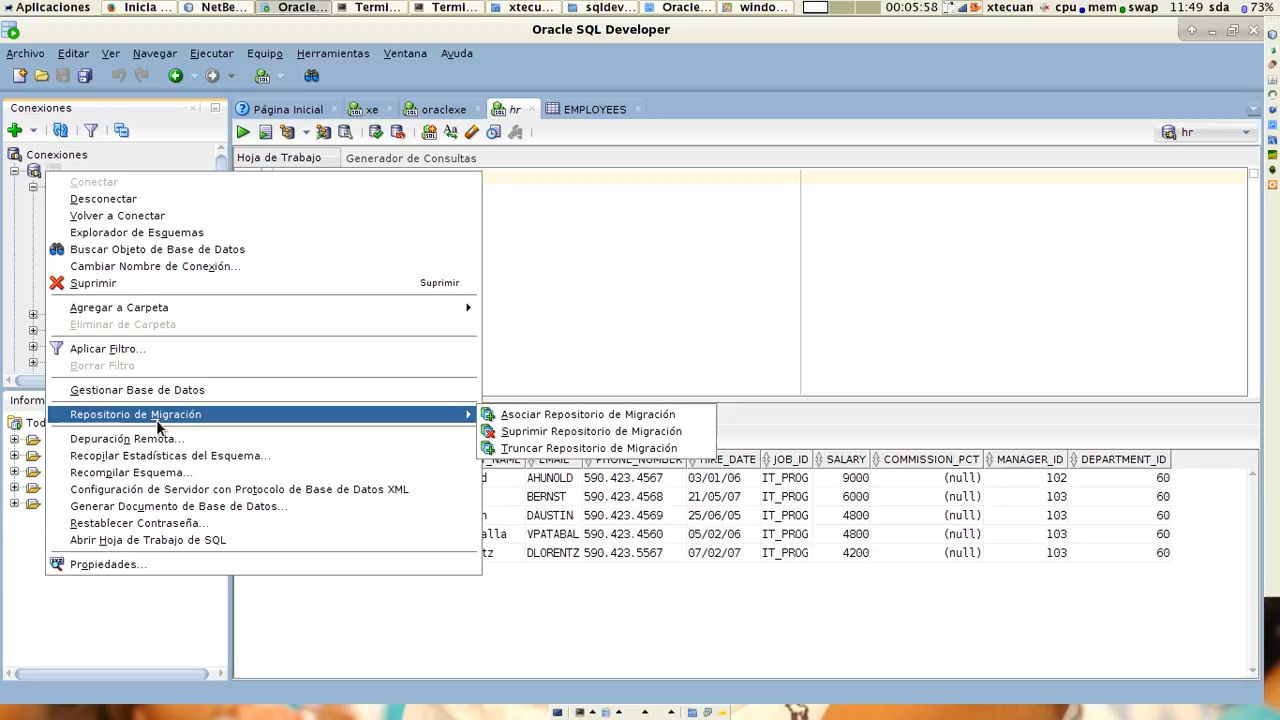 Aplicaciones Inicia ... NetBe... Oracle... Termi... Termi... xtecu... sqldev... Oracle... windo... 00:05:58 xtecuan cpu mem swap 11:49 sda 73%
Oracle SQL Developer
Archivo Editar Ver Navegar Ejecutar Equipo Herramientas Ventana Ayuda
Conexiones
Página Inicial xe oraclexe hr EMPLOYEES
hr
Conexiones
Hoja de Trabajo Generador de Consultas
Conectar
Desconectar
Volver a Conectar
Explorador de Esquemas
Buscar Objeto de Base de Datos
Cambiar Nombre de Conexión...
Suprimir Suprimir
Agregar a Carpeta
Eliminar de Carpeta
Aplicar Filtro...
Borrar Filtro
Gestionar Base de Datos
Inform
Repositorio de Migración
Tod
Depuración Remota...
Recopilar Estadísticas del Esquema...
Recompilar Esquema...
Configuración de Servidor con Protocolo de Base de Datos XML
Generar Documento de Base de Datos...
Restablecer Contraseña...
Abrir Hoja de Trabajo de SQL
Propiedades...
Asociar Repositorio de Migración
Suprimir Repositorio de Migración
Truncar Repositorio de Migración
_NAME EMAIL PHONE_NUMBER HIRE_DATE JOB_ID SALARY COMMISSION_PCT MANAGER_ID DEPARTMENT_ID
d AHUNOLD 590.423.4567 03/01/06 IT_PROG 9000 (null) 102 60
BERNST 590.423.4568 21/05/07 IT_PROG 6000 (null) 103 60
n DAUSTIN 590.423.4569 25/06/05 IT_PROG 4800 (null) 103 60
alla VPATABAL 590.423.4560 05/02/06 IT_PROG 4800 (null) 103 60
tz DLORENTZ 590.423.5567 07/02/07 IT_PROG 4200 (null) 103 60